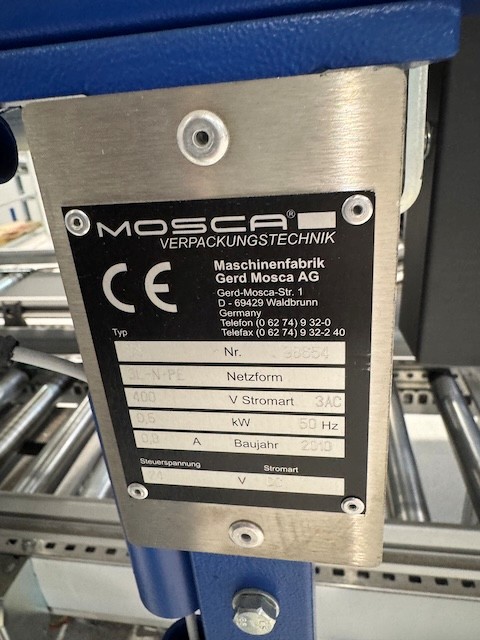 MOSCA®
VERPACKUNGSTECHNIK
CE
Maschinenfabrik
Gerd Mosca AG
Gerd-Mosca-Str. 1
D - 69429 Waldbrunn
Germany
Telefon (0 62 74) 9 32-0
Telefax (0 62 74) 9 32-2 40
Typ
Nr.
3L-N-PE Netzform
400 V Stromart 3AC
0,6 kW 50 Hz
A Baujahr 2010
Steuerspannung Stromart
V